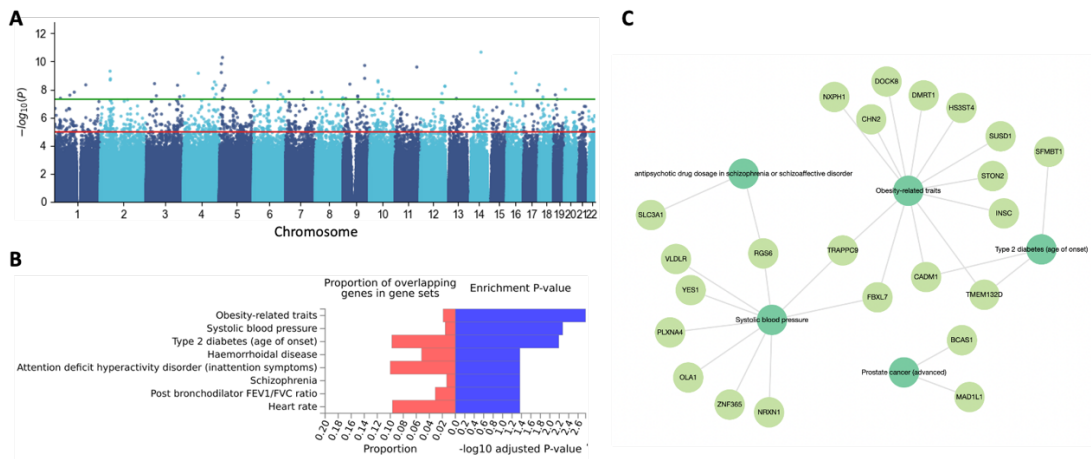 A
12
10
8
6
4
2
0
−log10(P)
1 2 3 4 5 6 7 8 9 10 11 12 13 14 15 16 17 18 19 20 21 22
Chromosome
B
Proportion of overlapping
genes in gene sets
Enrichment P-value
Obesity-related traits
Systolic blood pressure
Type 2 diabetes (age of onset)
Haemorrhoidal disease
Attention deficit hyperactivity disorder (inattention symptoms)
Schizophrenia
Post bronchodilator FEV1/FVC ratio
Heart rate
0.20 0.18 0.16 0.14 0.12 0.10 0.08 0.06 0.04 0.02 0.0 0.2 0.4 0.6 0.8 1.0 1.2 1.4 1.6 1.8 2.0 2.2 2.4 2.6
Proportion
-log10 adjusted P-value
C
DOCK8
NXPH1
DMRT1
HS3ST4
CHN2
SUSD1
SFMBT1
STON2
antipsychotic drug dosage in schizophrenia or schizoaffective disorder
Obesity-related traits
SLC3A1
INSC
VLDLR
RGS6
TRAPPC9
Type 2 diabetes (age of onset)
CADM1
YES1
FBXL7
TMEM132D
Systolic blood pressure
PLXNA4
BCAS1
Prostate cancer (advanced)
OLA1
MAD1L1
ZNF365
NRXN1